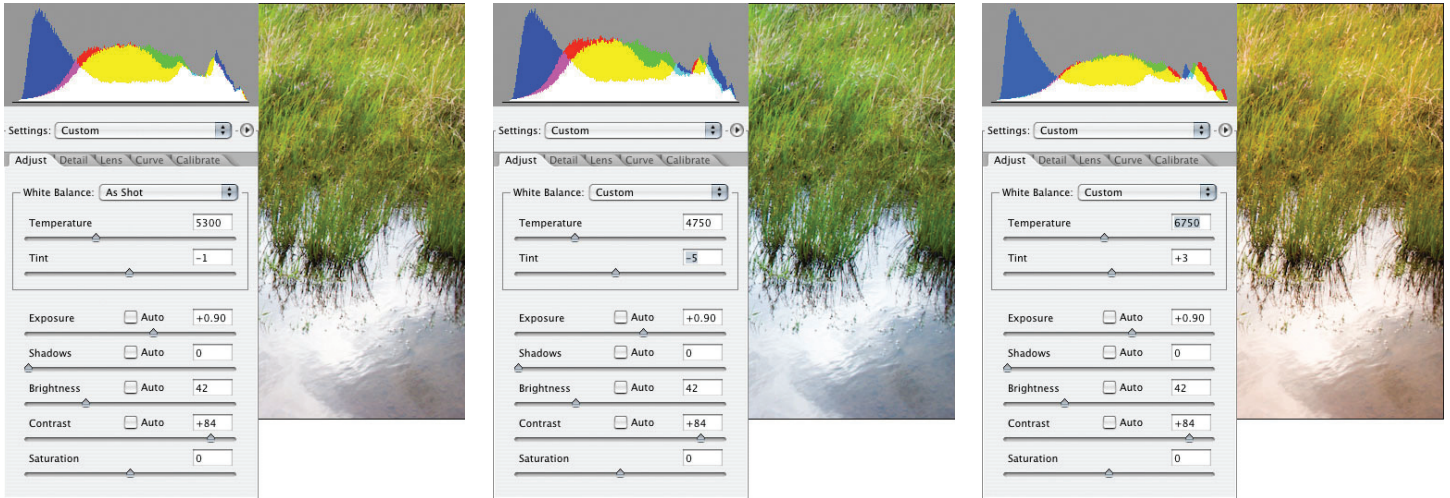 Settings: Custom
Adjust Detail Lens Curve Calibrate
White Balance: As Shot
Temperature 5300
Tint -1
Exposure Auto +0.90
Shadows Auto 0
Brightness Auto 42
Contrast Auto +84
Saturation 0
Settings: Custom
Adjust Detail Lens Curve Calibrate
White Balance: Custom
Temperature 4750
Tint -5
Exposure Auto +0.90
Shadows Auto 0
Brightness Auto 42
Contrast Auto +84
Saturation 0
Settings: Custom
Adjust Detail Lens Curve Calibrate
White Balance: Custom
Temperature 6750
Tint +3
Exposure Auto +0.90
Shadows Auto 0
Brightness Auto 42
Contrast Auto +84
Saturation 0